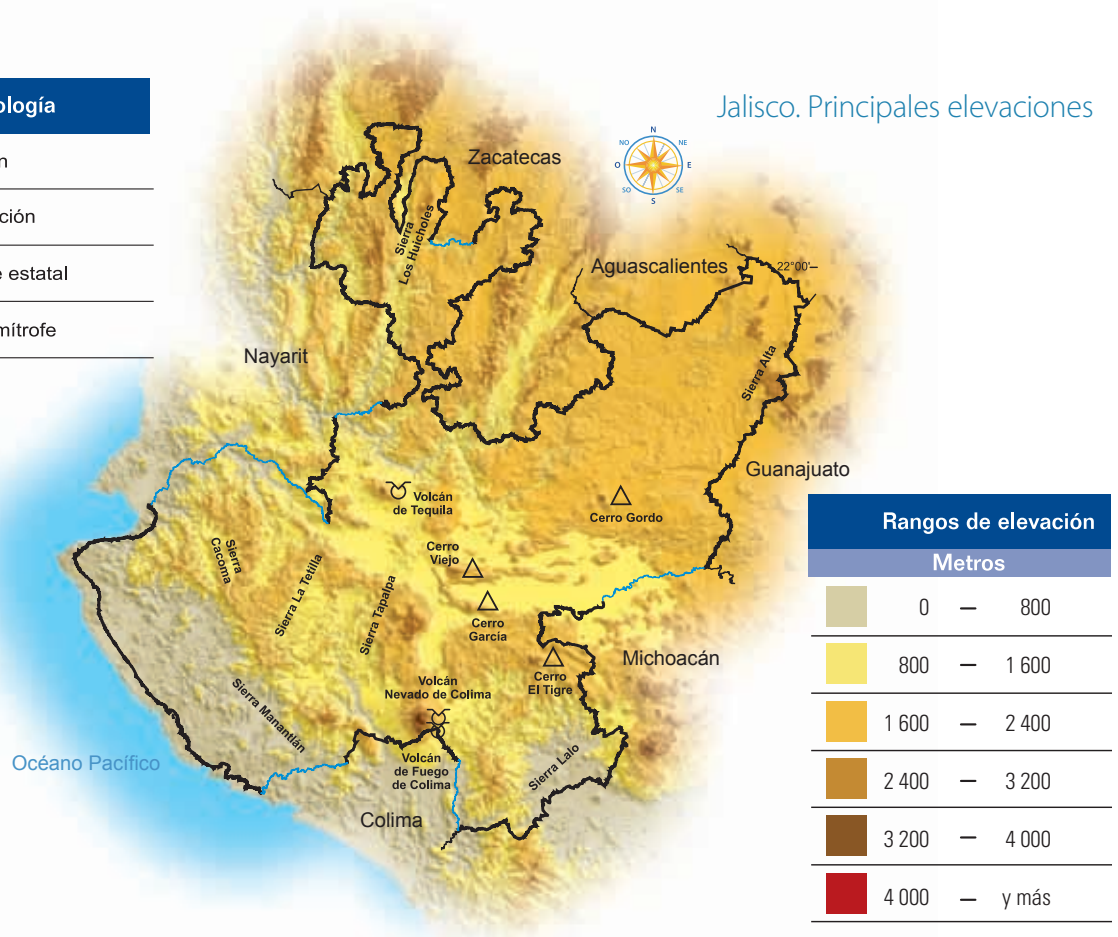 Jalisco. Principales elevaciones
ología
n
ción
e estatal
mítrofe
N
NO
NE
O
E
SO
SE
S
Zacatecas
Sierra
Los Huicholes
Aguascalientes
22°00'
Nayarit
Sierra Alta
Guanajuato
Volcán
de Tequila
Cerro Gordo
Cerro
Viejo
Sierra
Cacoma
Sierra La Tetilla
Sierra Tapalpa
Cerro
García
Michoacán
Cerro
El Tigre
Volcán
Nevado de Colima
Sierra Manantlán
Océano Pacífico
Volcán
de Fuego
de Colima
Sierra Lalo
Colima
Rangos de elevación
Metros
0 – 800
800 – 1 600
1 600 – 2 400
2 400 – 3 200
3 200 – 4 000
4 000 – y más